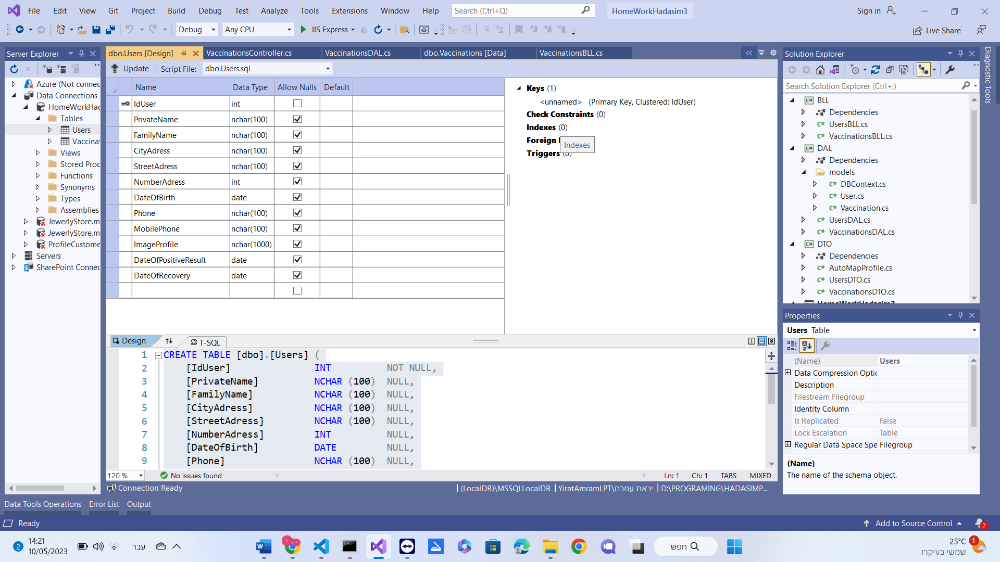 File Edit View Git Project Build Debug Test Analyze Tools Extensions Window Help Search (Ctrl+Q) HomeWorkHadasim3 Sign in
Debug Any CPU IIS Express Live Share
Server Explorer
Azure (Not connec
Data Connections
HomeWorkHad
Tables
Users
Vaccinat
Views
Stored Proc
Functions
Synonyms
Types
Assemblies
JewerlyStore.m
JewerlyStore.m
ProfileCustome
Servers
SharePoint Connec
dbo.Users [Design] VaccinationsController.cs VaccinationsDAL.cs dbo.Vaccinations [Data] VaccinationsBLL.cs
Update Script File: dbo.Users.sql
Name Data Type Allow Nulls Default
IdUser int
PrivateName nchar(100)
FamilyName nchar(100)
CityAdress nchar(100)
StreetAdress nchar(100)
NumberAdress int
DateOfBirth date
Phone nchar(100)
MobilePhone nchar(100)
ImageProfile nchar(1000)
DateOfPositiveResult date
DateOfRecovery date
Keys (1)
<unnamed> (Primary Key, Clustered: IdUser)
Check Constraints (0)
Indexes (0)
Foreign
Indexes
Triggers (0)
Design T-SQL
1 CREATE TABLE [dbo].[Users] (
2 [IdUser] INT NOT NULL,
3 [PrivateName] NCHAR (100) NULL,
4 [FamilyName] NCHAR (100) NULL,
5 [CityAdress] NCHAR (100) NULL,
6 [StreetAdress] NCHAR (100) NULL,
7 [NumberAdress] INT NULL,
8 [DateOfBirth] DATE NULL,
9 [Phone] NCHAR (100) NULL,
120 % No issues found Ln: 1 Ch: 1 TABS MIXED
Connection Ready (LocalDB)\MSSQLLocalDB YiratAmramLPT\יראת עמרם D:\PROGRAMING\HADASIMP...
Solution Explorer
Search Solution Explorer (Ctrl+;)
BLL
Dependencies
UsersBLL.cs
VaccinationsBLL.cs
DAL
Dependencies
models
DBContext.cs
User.cs
Vaccination.cs
UsersDAL.cs
VaccinationsDAL.cs
DTO
Dependencies
AutoMapProfile.cs
UsersDTO.cs
VaccinationsDTO.cs
HomeWorkHadasim3
Diagnostic Tools
Properties
Users Table
(Name) Users
Data Compression Optic
Description
Filestream Filegroup
Identity Column
Is Replicated False
Lock Escalation Table
Regular Data Space Spe Filegroup
(Name)
The name of the schema object.
Data Tools Operations Error List Output
Ready Add to Source Control 2
2 14:21
10/05/2023
עבר
חפש
25°C 1
שמשי בעיקרו